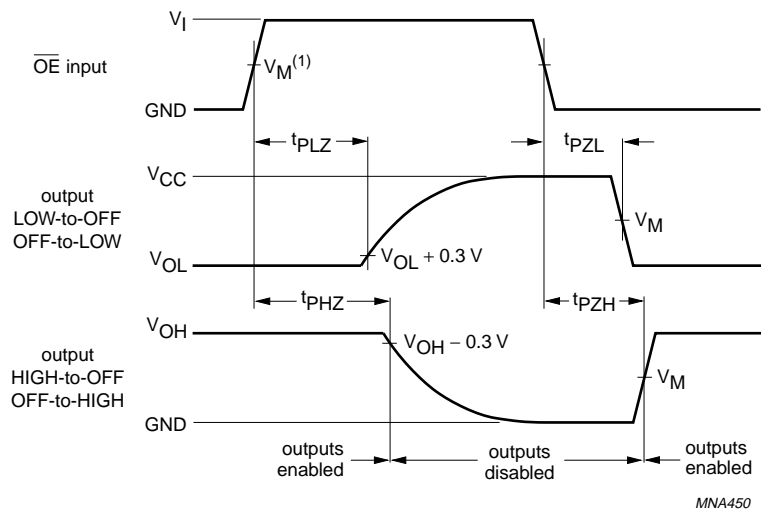 V_I
OE input
V_M(1)
GND
t_PLZ
t_PZL
V_CC
output
LOW-to-OFF
OFF-to-LOW
V_M
V_OL + 0.3 V
V_OL
t_PHZ
t_PZH
V_OH
V_OH − 0.3 V
output
HIGH-to-OFF
OFF-to-HIGH
V_M
GND
outputs
enabled
outputs
disabled
outputs
enabled
MNA450